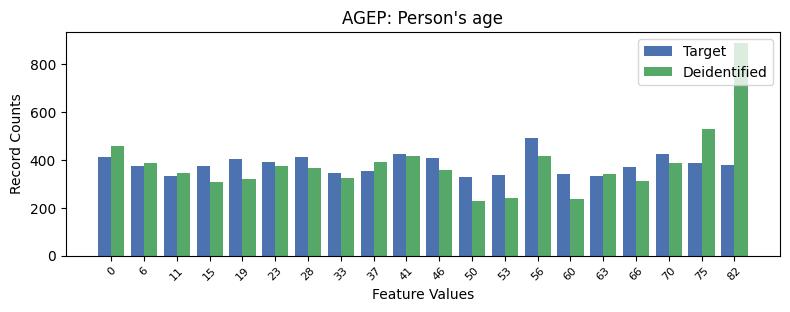 AGEP: Person's age
Target
Deidentified
Record Counts
800
600
400
200
0
0 6 11 15 19 23 28 33 37 41 46 50 53 56 60 63 66 70 75 82
Feature Values